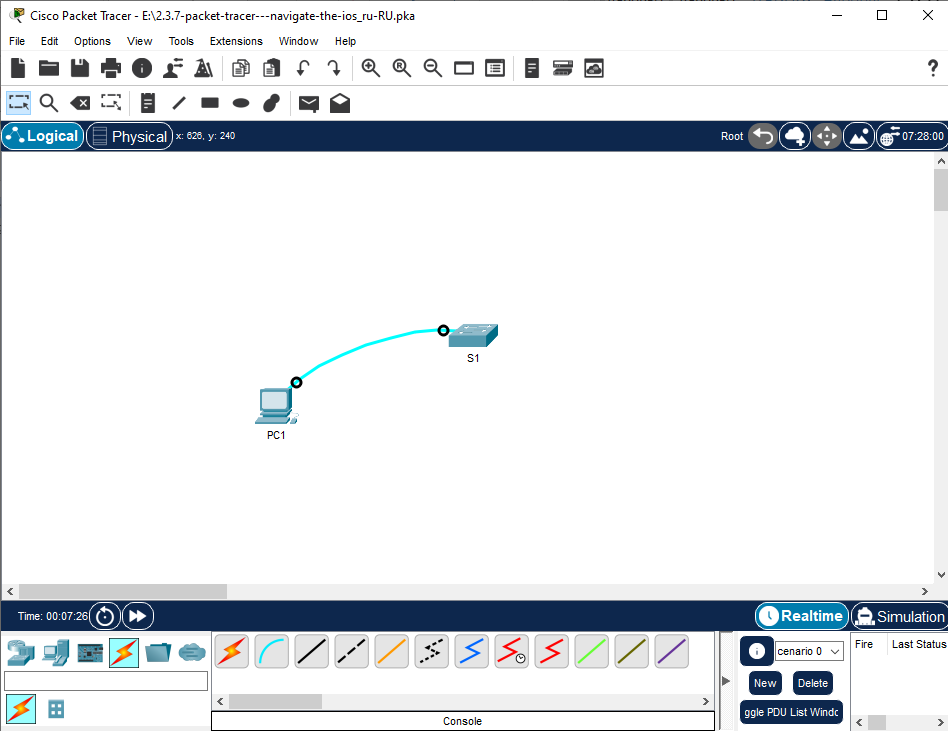 Cisco Packet Tracer - E:\2.3.7-packet-tracer---navigate-the-ios_ru-RU.pka
File Edit Options View Tools Extensions Window Help
Logical Physical x: 626, y: 240 Root 07:28:00
S1
PC1
Time: 00:07:26 Realtime Simulation
cenario 0 Fire Last Status
New Delete
ggle PDU List Windo
Console